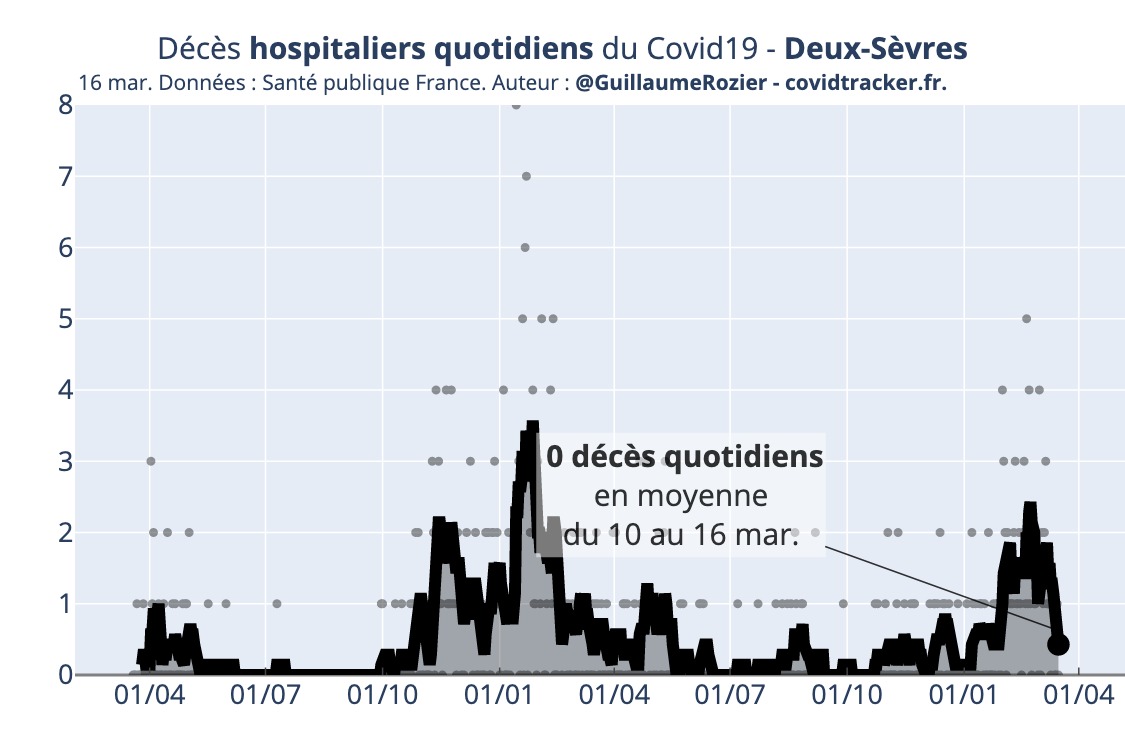 Décès hospitaliers quotidiens du Covid19 - Deux-Sèvres
16 mar. Données : Santé publique France. Auteur : @GuillaumeRozier - covidtracker.fr.
8
7
6
5
4
3
2
1
0
0 décès quotidiens
en moyenne
du 10 au 16 mar.
01/04 01/07 01/10 01/01 01/04 01/07 01/10 01/01 01/04